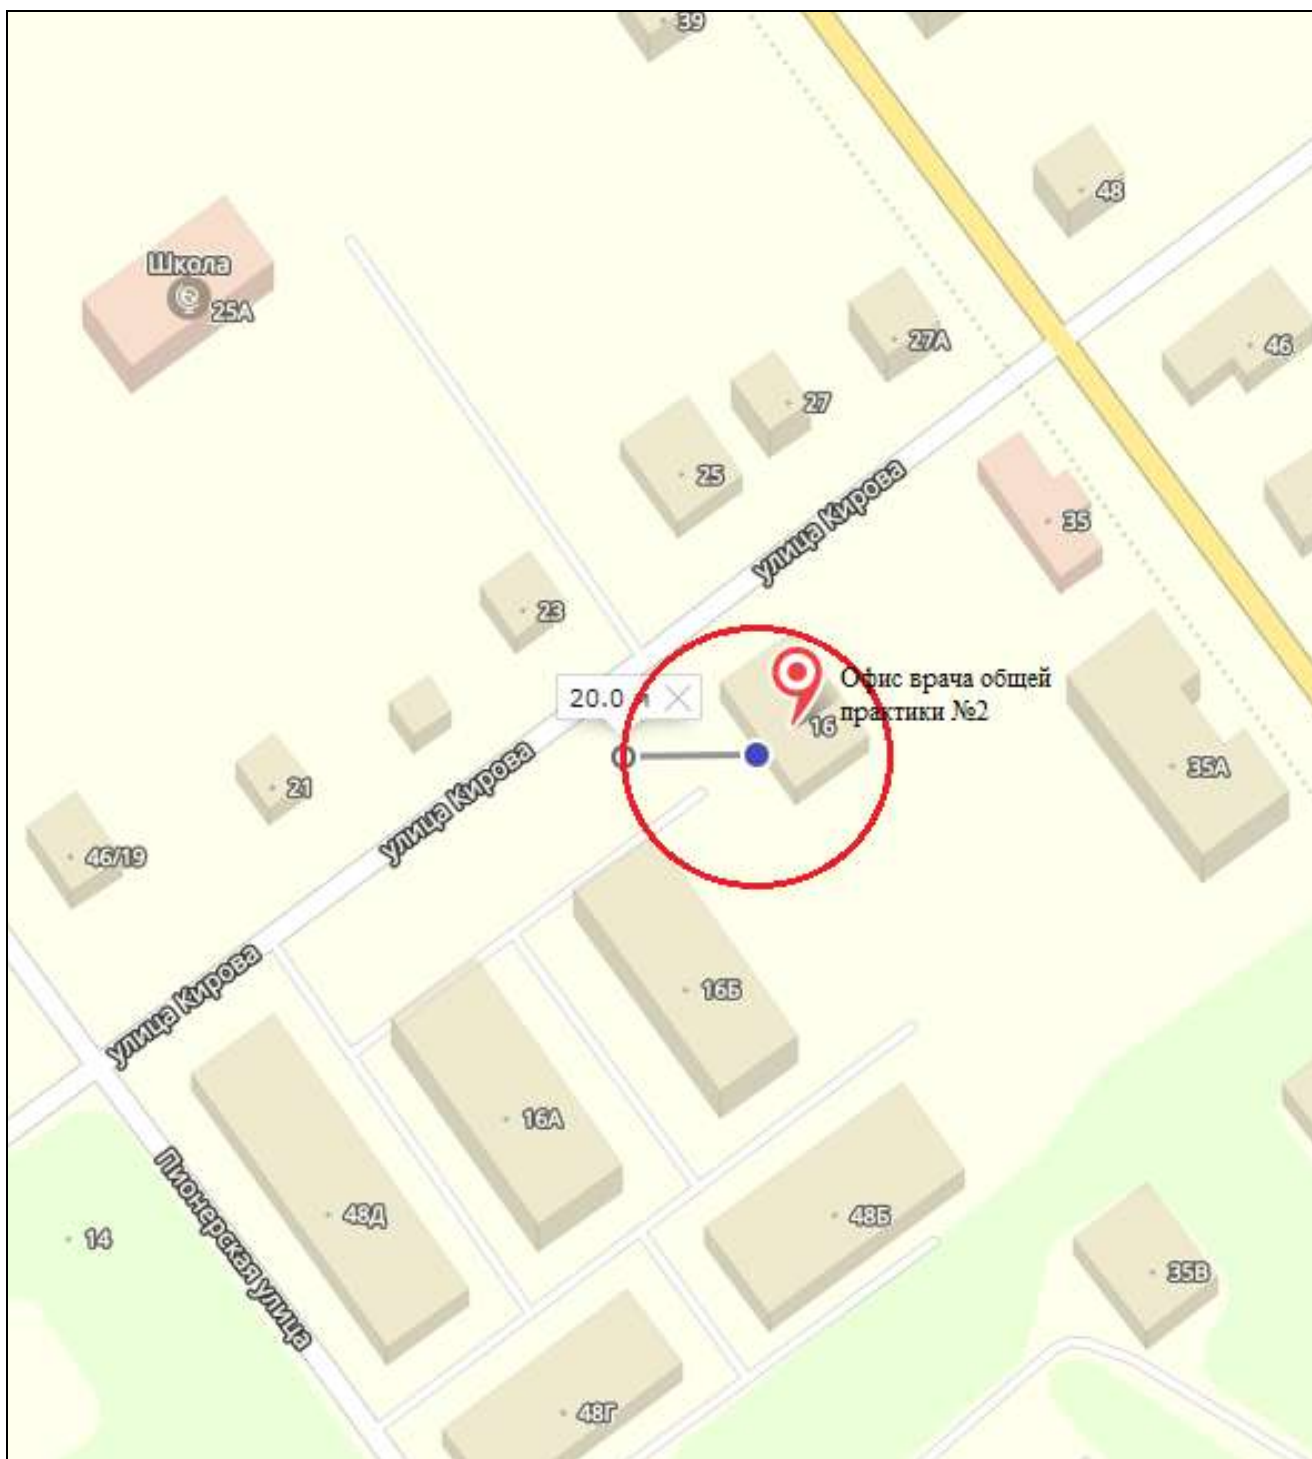 39
48
Школа
25А
27А
46
27
25
улица Кирова
35
23
20.0
Офис врача общей
практики №2
16
35А
21
улица Кирова
46/19
улица Кирова
16Б
16А
48Д
48Б
Пионерская улица
14
35В
48Г